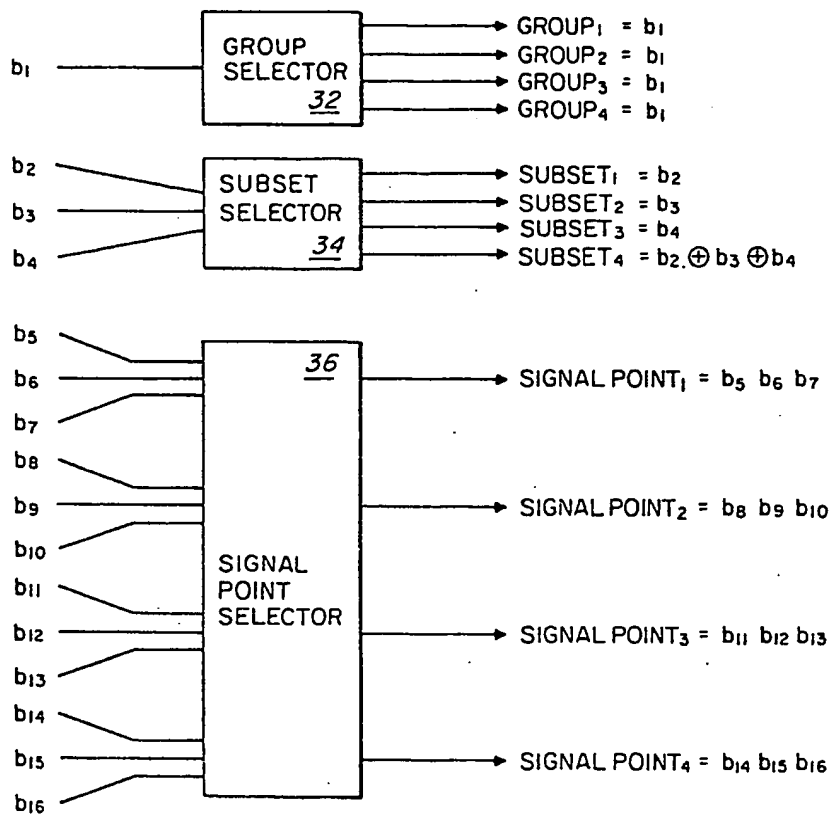 b₁
GROUP
SELECTOR
32
GROUP₁ = b₁
GROUP₂ = b₁
GROUP₃ = b₁
GROUP₄ = b₁
b₂
b₃
b₄
SUBSET
SELECTOR
34
SUBSET₁ = b₂
SUBSET₂ = b₃
SUBSET₃ = b₄
SUBSET₄ = b₂ ⊕ b₃ ⊕ b₄
b₅
b₆
b₇
b₈
b₉
b₁₀
b₁₁
b₁₂
b₁₃
b₁₄
b₁₅
b₁₆
36
SIGNAL
POINT
SELECTOR
SIGNAL POINT₁ = b₅ b₆ b₇
SIGNAL POINT₂ = b₈ b₉ b₁₀
SIGNAL POINT₃ = b₁₁ b₁₂ b₁₃
SIGNAL POINT₄ = b₁₄ b₁₅ b₁₆